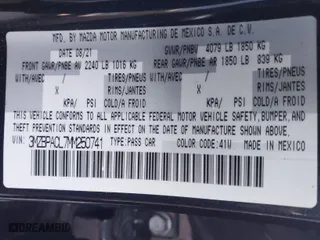 MFD. BY MAZDA MOTOR MANUFACTURING DE MEXICO S.A. DE C.V.
DATE 08/21 GVWR/PNBV 4079 LB 1850 KG
FRONT GAWR/PNBE AV 2240 LB 1016 KG REAR GAWR/PNBE AR 1850 LB 839 KG
WITH/AVEC / TIRES/PNEUS WITH/AVEC / TIRES/PNEUS
X RIMS/JANTES X RIMS/JANTES
KPA/ PSI COLD/A FROID KPA/ PSI COLD/A FROID
THIS VEHICLE CONFORMS TO ALL APPLICABLE FEDERAL MOTOR VEHICLE SAFETY, BUMPER, AND
THEFT PREVENTION STANDARDS IN EFFECT ON THE DATE OF MANUFACTURE SHOWN ABOVE.
VIN: 3MZBPACL7MM250741 TYPE: PASS CAR COLOR CODE: 41W MADE IN MEXICO